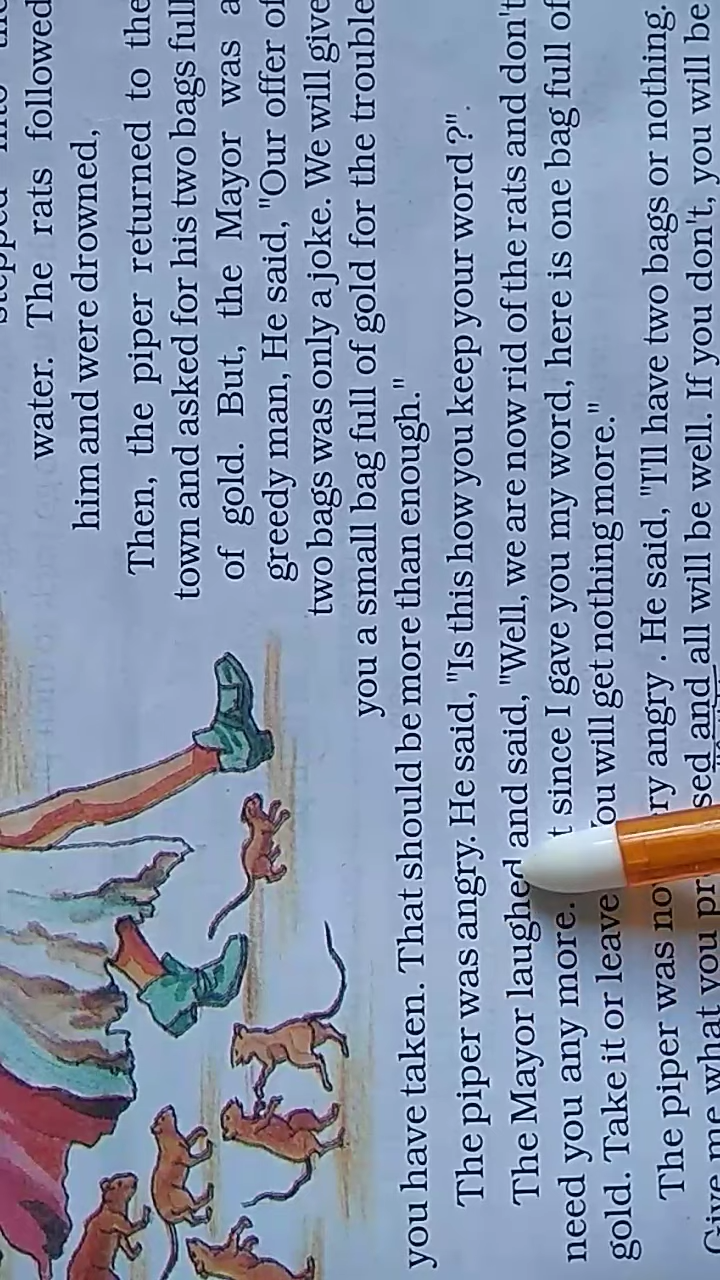 water. The rats followed
him and were drowned,
Then, the piper returned to the
town and asked for his two bags full
of gold. But, the Mayor was a
greedy man, He said, "Our offer of
two bags was only a joke. We will give
you a small bag full of gold for the trouble
you have taken. That should be more than enough."
The piper was angry. He said, "Is this how you keep your word ?".
The Mayor laughed and said, "Well, we are now rid of the rats and don't
need you any more. since I gave you my word, here is one bag full of
gold. Take it or leave will get nothing more."
The piper was angry . He said, "I'll have two bags or nothing.
Give me what you and all will be well. If you don't, you will be